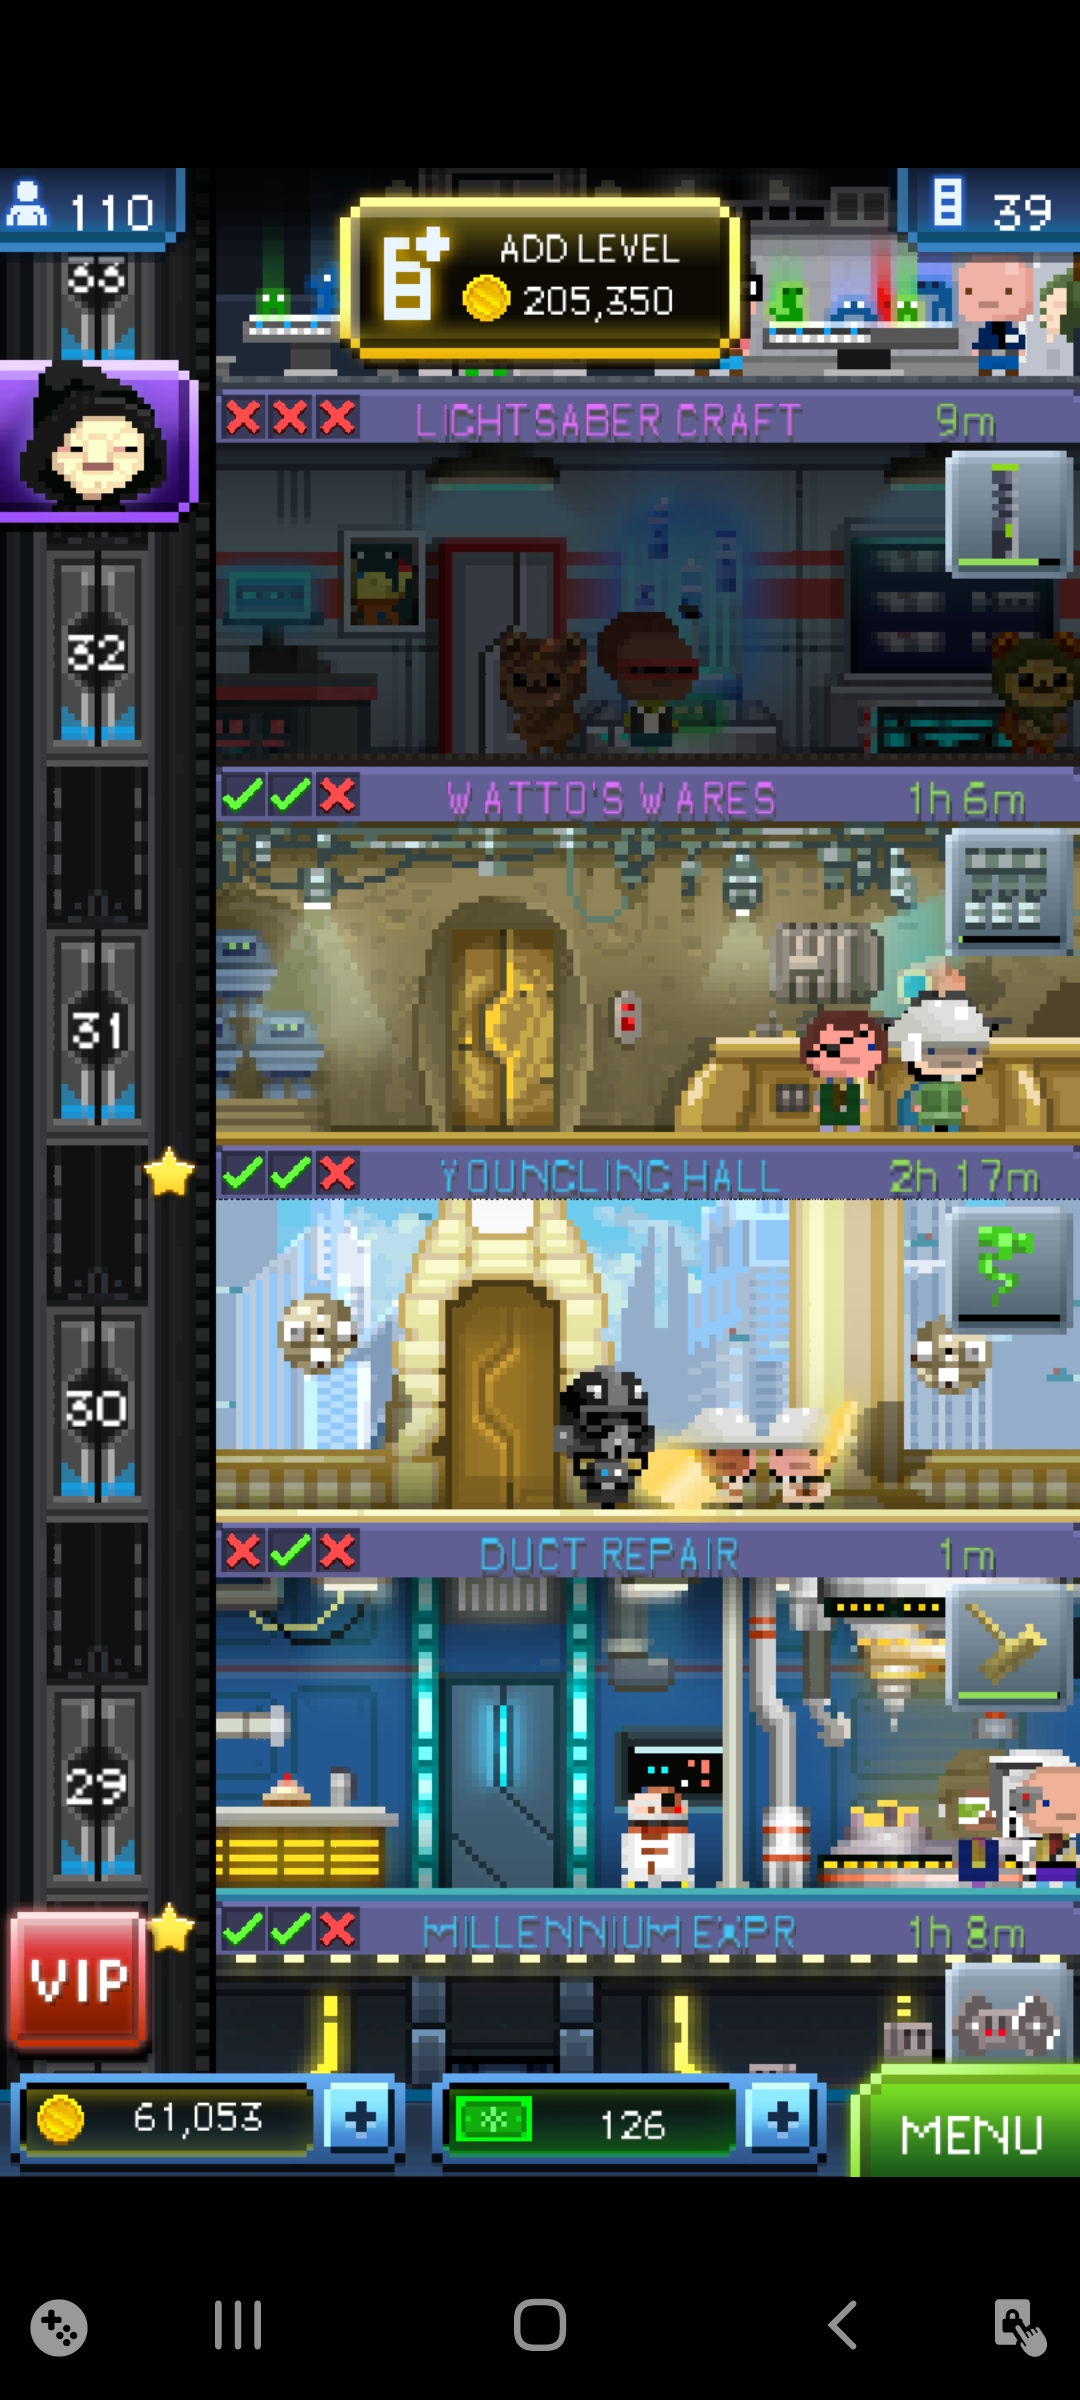 110
ADD LEVEL
205,350
39
33
LIGHTSABER CRAFT 9m
32
WATTO'S WARES 1h 6m
31
YOUNGLING HALL 2h 17m
30
DUCT REPAIR 1m
29
MILLENNIUM EXPR 1h 8m
VIP
61,053
126
MENU